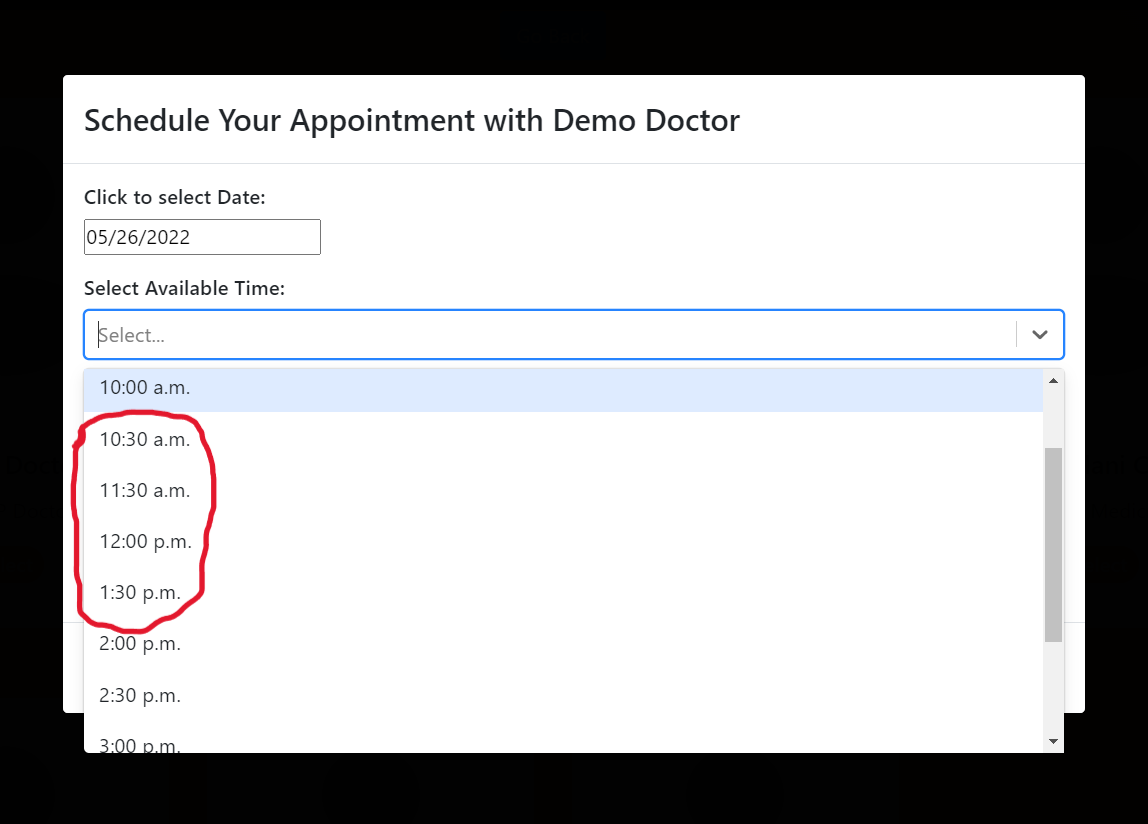 Schedule Your Appointment with Demo Doctor
Click to select Date:
05/26/2022
Select Available Time:
Select...
10:00 a.m.
10:30 a.m.
11:30 a.m.
12:00 p.m.
1:30 p.m.
2:00 p.m.
2:30 p.m.
3:00 p.m.